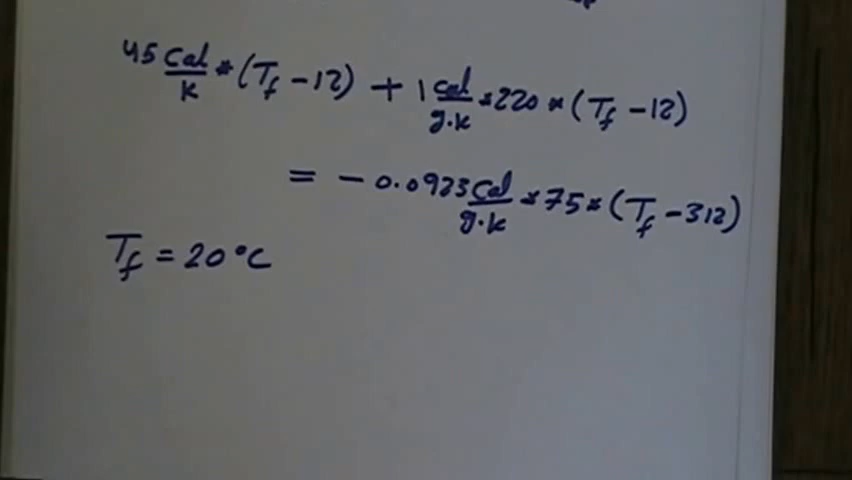 45 Cal/K * (Tf - 12) + 1 Cal/g.K * 220 * (Tf - 12)
= - 0.0923 Cal/g.K * 75 * (Tf - 312)
Tf = 20°C